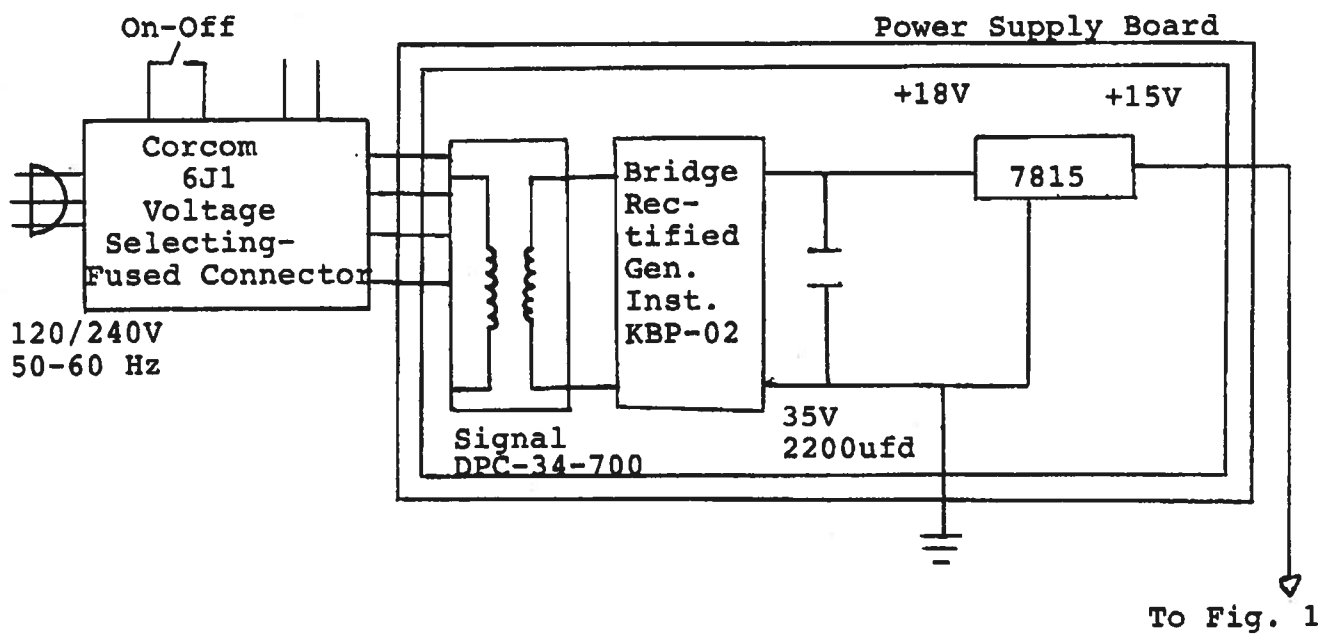 On-Off
Power Supply Board
+18V
+15V
Corcom
6J1
Voltage
Selecting-
Fused Connector
Bridge
Rec-
tified
Gen.
Inst.
KBP-02
7815
120/240V
50-60 Hz
Signal
DPC-34-700
35V
2200ufd
To Fig. 1